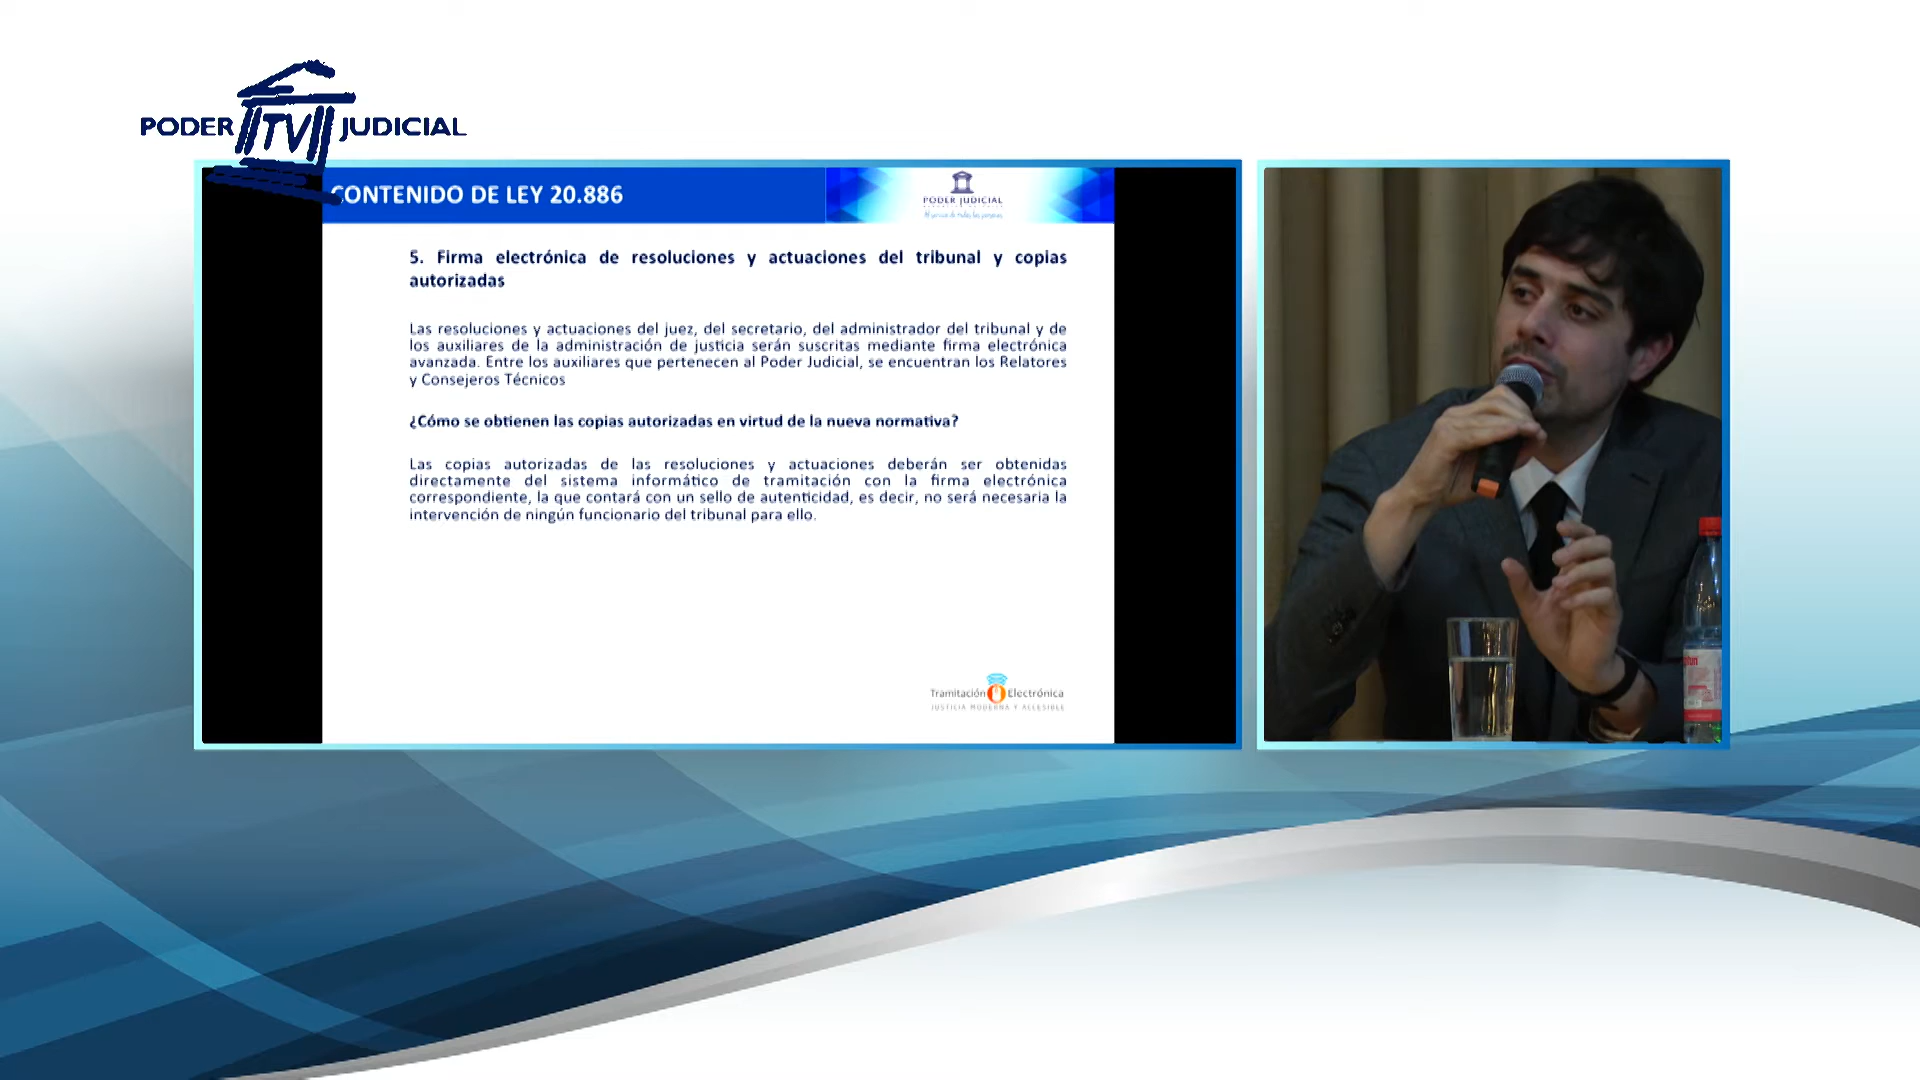 PODER TV JUDICIAL
CONTENIDO DE LEY 20.886
PODER JUDICIAL
5. Firma electrónica de resoluciones y actuaciones del tribunal y copias
autorizadas
Las resoluciones y actuaciones del juez, del secretario, del administrador del tribunal y de
los auxiliares de la administración de justicia serán suscritas mediante firma electrónica
avanzada. Entre los auxiliares que pertenecen al Poder Judicial, se encuentran los Relatores
y Consejeros Técnicos
¿Cómo se obtienen las copias autorizadas en virtud de la nueva normativa?
Las copias autorizadas de las resoluciones y actuaciones deberán ser obtenidas
directamente del sistema informático de tramitación con la firma electrónica
correspondiente, la que contará con un sello de autenticidad, es decir, no será necesaria la
intervención de ningún funcionario del tribunal para ello.
Tramitación Electrónica
JUSTICIA MODERNA Y ACCESIBLE